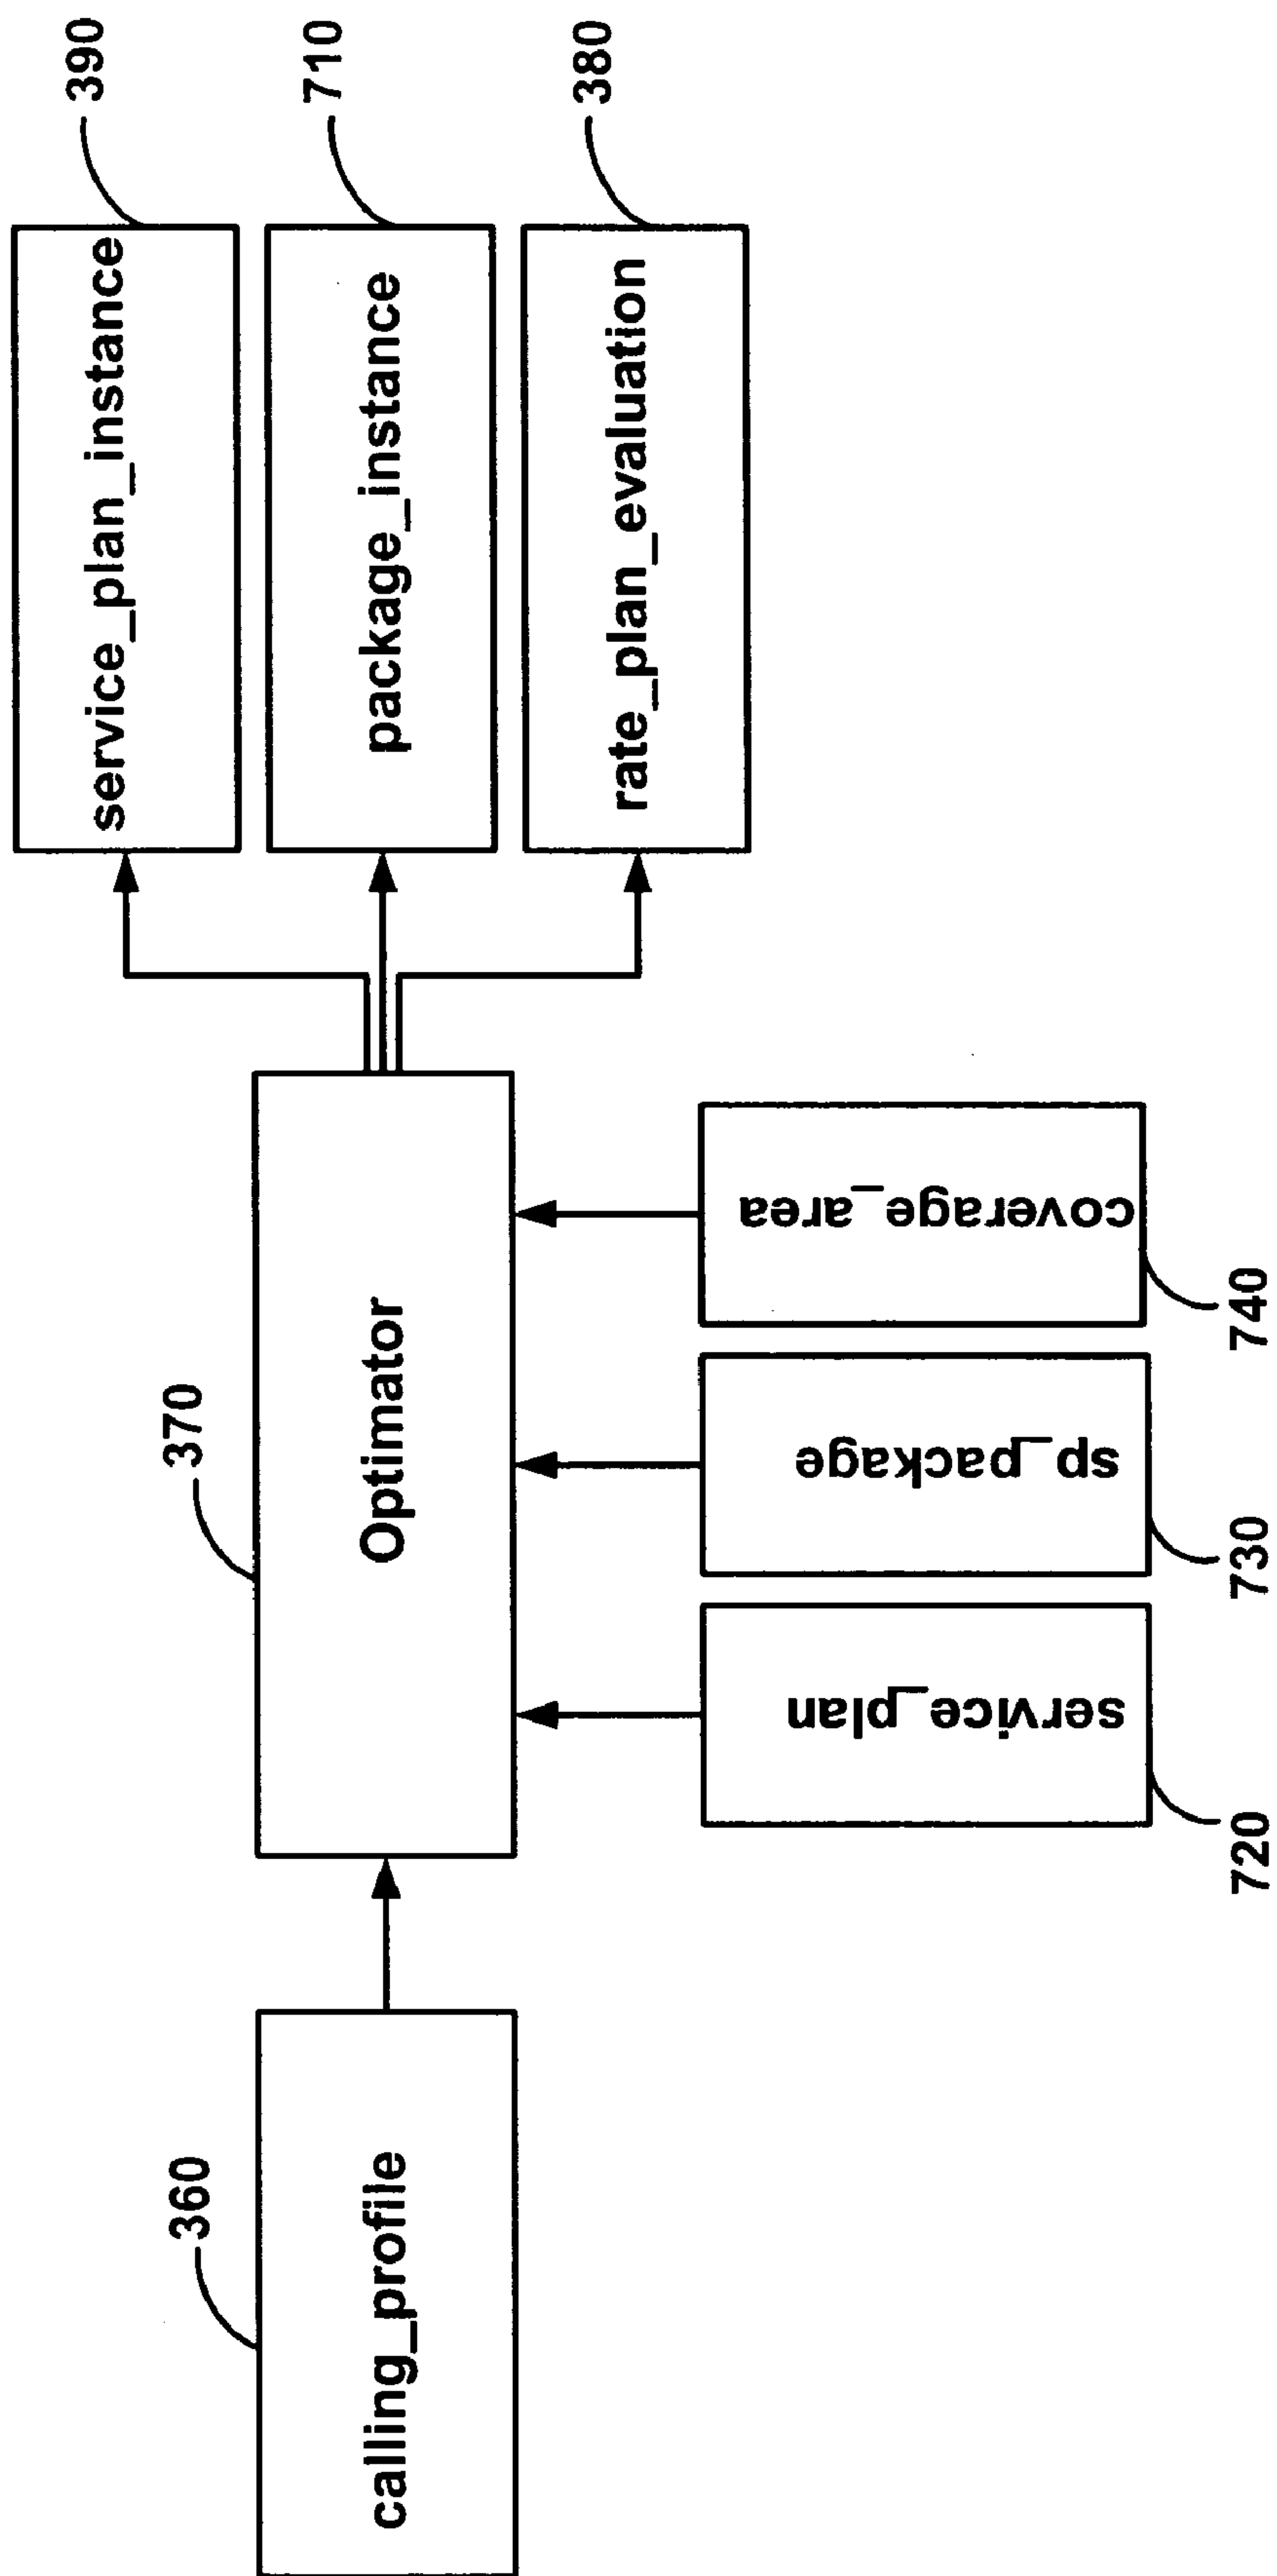 390
service_plan_instance
710
package_instance
380
rate_plan_evaluation
370
Optimator
360
calling_profile
service_plan
720
sp_package
730
coverage_area
740